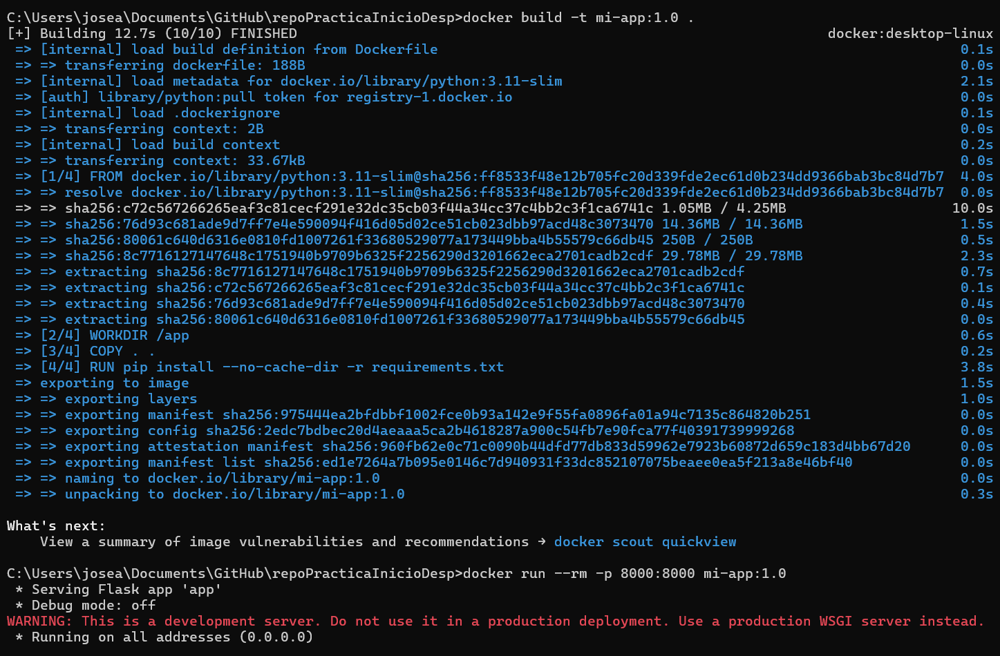 C:\Users\josea\Documents\GitHub\repoPracticaInicioDesp>docker build -t mi-app:1.0 .
[+] Building 12.7s (10/10) FINISHED docker:desktop-linux
=> [internal] load build definition from Dockerfile 0.1s
=> => transferring dockerfile: 188B 0.0s
=> [internal] load metadata for docker.io/library/python:3.11-slim 2.1s
=> [auth] library/python:pull token for registry-1.docker.io 0.0s
=> [internal] load .dockerignore 0.1s
=> => transferring context: 2B 0.0s
=> [internal] load build context 0.2s
=> => transferring context: 33.67kB 0.0s
=> [1/4] FROM docker.io/library/python:3.11-slim@sha256:ff8533f48e12b705fc20d339fde2ec61d0b234dd9366bab3bc84d7b7 4.0s
=> => resolve docker.io/library/python:3.11-slim@sha256:ff8533f48e12b705fc20d339fde2ec61d0b234dd9366bab3bc84d7b7 0.0s
=> => sha256:c72c567266265eaf3c81cecf291e32dc35cb03f44a34cc37c4bb2c3f1ca6741c 1.05MB / 4.25MB 10.0s
=> => sha256:76d93c681ade9d7ff7e4e590094f416d05d02ce51cb023dbb97acd48c3073470 14.36MB / 14.36MB 1.5s
=> => sha256:80061c640d6316e0810fd1007261f33680529077a173449bba4b55579c66db45 250B / 250B 0.5s
=> => sha256:8c7716127147648c1751940b9709b6325f2256290d3201662eca2701cadb2cdf 29.78MB / 29.78MB 2.3s
=> => extracting sha256:8c7716127147648c1751940b9709b6325f2256290d3201662eca2701cadb2cdf 0.7s
=> => extracting sha256:c72c567266265eaf3c81cecf291e32dc35cb03f44a34cc37c4bb2c3f1ca6741c 0.1s
=> => extracting sha256:76d93c681ade9d7ff7e4e590094f416d05d02ce51cb023dbb97acd48c3073470 0.4s
=> => extracting sha256:80061c640d6316e0810fd1007261f33680529077a173449bba4b55579c66db45 0.0s
=> [2/4] WORKDIR /app 0.6s
=> [3/4] COPY . . 0.2s
=> [4/4] RUN pip install --no-cache-dir -r requirements.txt 3.8s
=> exporting to image 1.5s
=> => exporting layers 1.0s
=> => exporting manifest sha256:975444ea2bfdbbf1002fce0b93a142e9f55fa0896fa01a94c7135c864820b251 0.0s
=> => exporting config sha256:2edc7bdbec20d4aeaaa5ca2b4618287a900c54fb7e90fca77f40391739999268 0.0s
=> => exporting attestation manifest sha256:960fb62e0c71c0090b44dfd77db833d59962e7923b60872d659c183d4bb67d20 0.0s
=> => exporting manifest list sha256:ed1e7264a7b095e0146c7d940931f33dc852107075beaee0ea5f213a8e46bf40 0.0s
=> => naming to docker.io/library/mi-app:1.0 0.0s
=> => unpacking to docker.io/library/mi-app:1.0 0.3s
What's next:
View a summary of image vulnerabilities and recommendations → docker scout quickview
C:\Users\josea\Documents\GitHub\repoPracticaInicioDesp>docker run --rm -p 8000:8000 mi-app:1.0
* Serving Flask app 'app'
* Debug mode: off
WARNING: This is a development server. Do not use it in a production deployment. Use a production WSGI server instead.
* Running on all addresses (0.0.0.0)